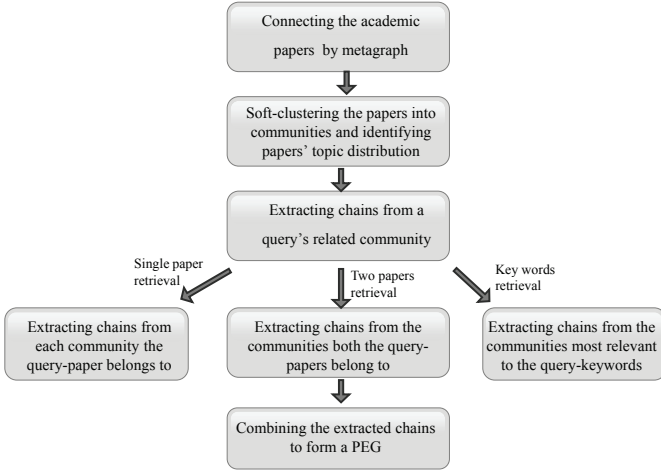 Connecting the academic
papers by metagraph
Soft-clustering the papers into
communities and identifying
papers’ topic distribution
Extracting chains from a
query’s related community
Single paper
retrieval
Two papers
retrieval
Key words
retrieval
Extracting chains from
each community the
query-paper belongs to
Extracting chains from the
communities both the query-
papers belong to
Extracting chains from the
communities most relevant
to the query-keywords
Combining the extracted chains
to form a PEG